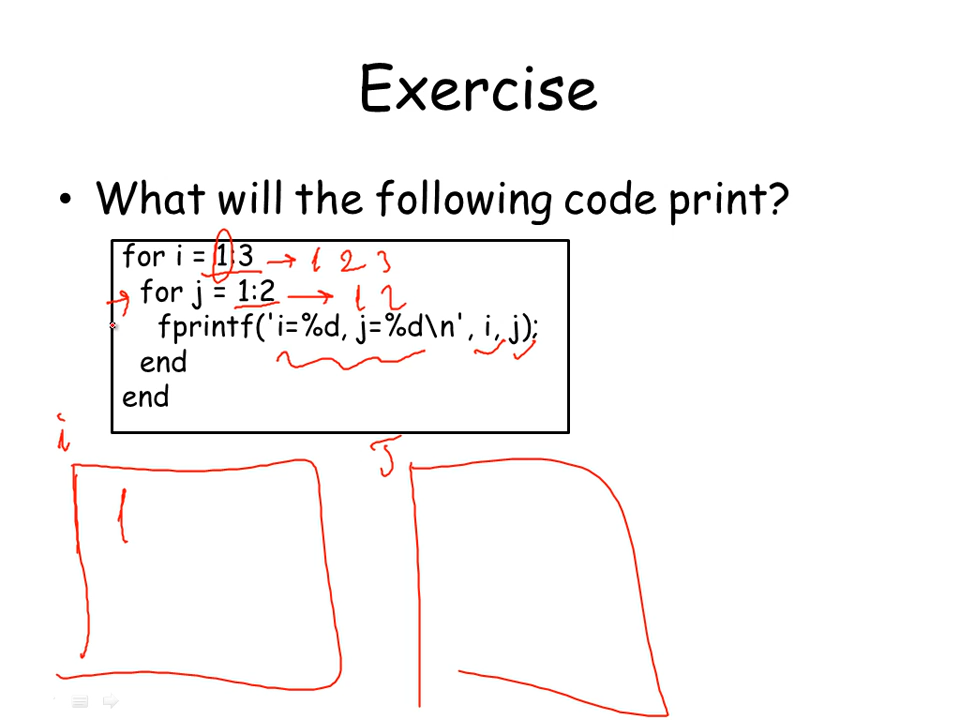 Exercise
• What will the following code print?
for i = 1:3 → 1 2 3
→ for j = 1:2 → 1 2
fprintf('i=%d, j=%d\n', i, j);
end
end
i J
1